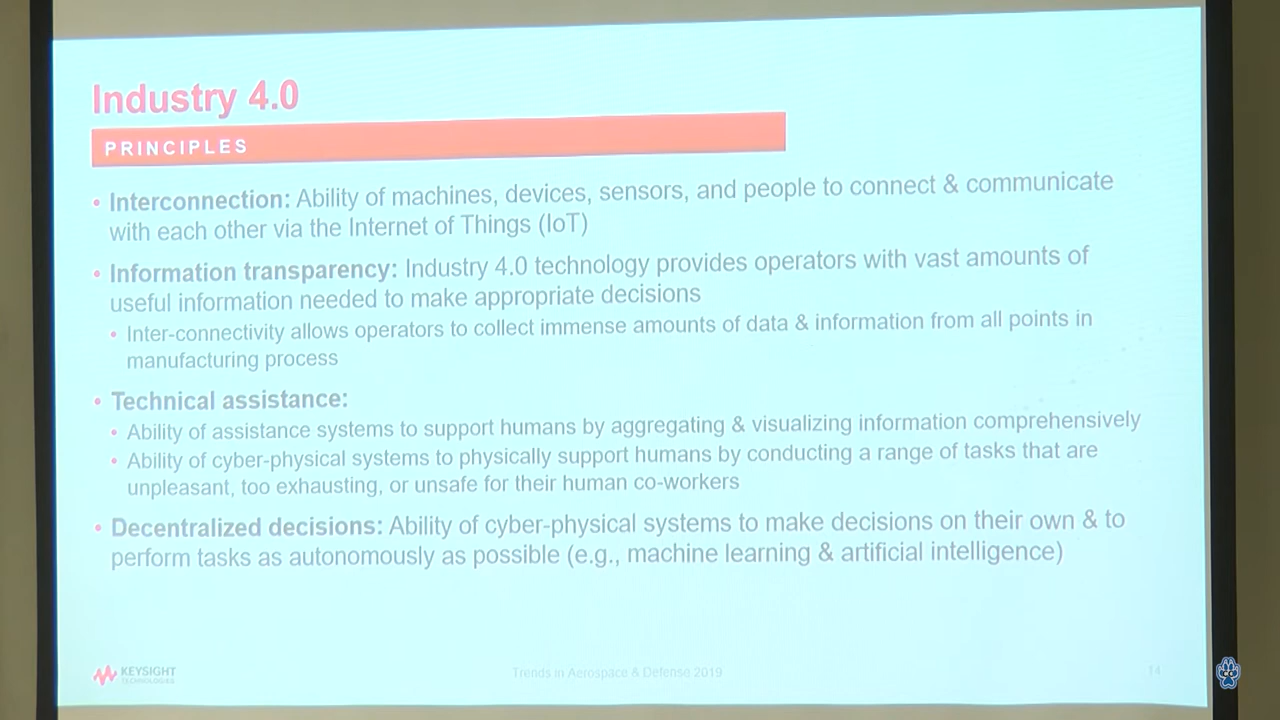 Industry 4.0
PRINCIPLES
• Interconnection: Ability of machines, devices, sensors, and people to connect & communicate
with each other via the Internet of Things (IoT)
• Information transparency: Industry 4.0 technology provides operators with vast amounts of
useful information needed to make appropriate decisions
• Inter-connectivity allows operators to collect immense amounts of data & information from all points in
manufacturing process
• Technical assistance:
• Ability of assistance systems to support humans by aggregating & visualizing information comprehensively
• Ability of cyber-physical systems to physically support humans by conducting a range of tasks that are
unpleasant, too exhausting, or unsafe for their human co-workers
• Decentralized decisions: Ability of cyber-physical systems to make decisions on their own & to
perform tasks as autonomously as possible (e.g., machine learning & artificial intelligence)
KEYSIGHT
TECHNOLOGIES
Trends in Aerospace & Defense 2019
14